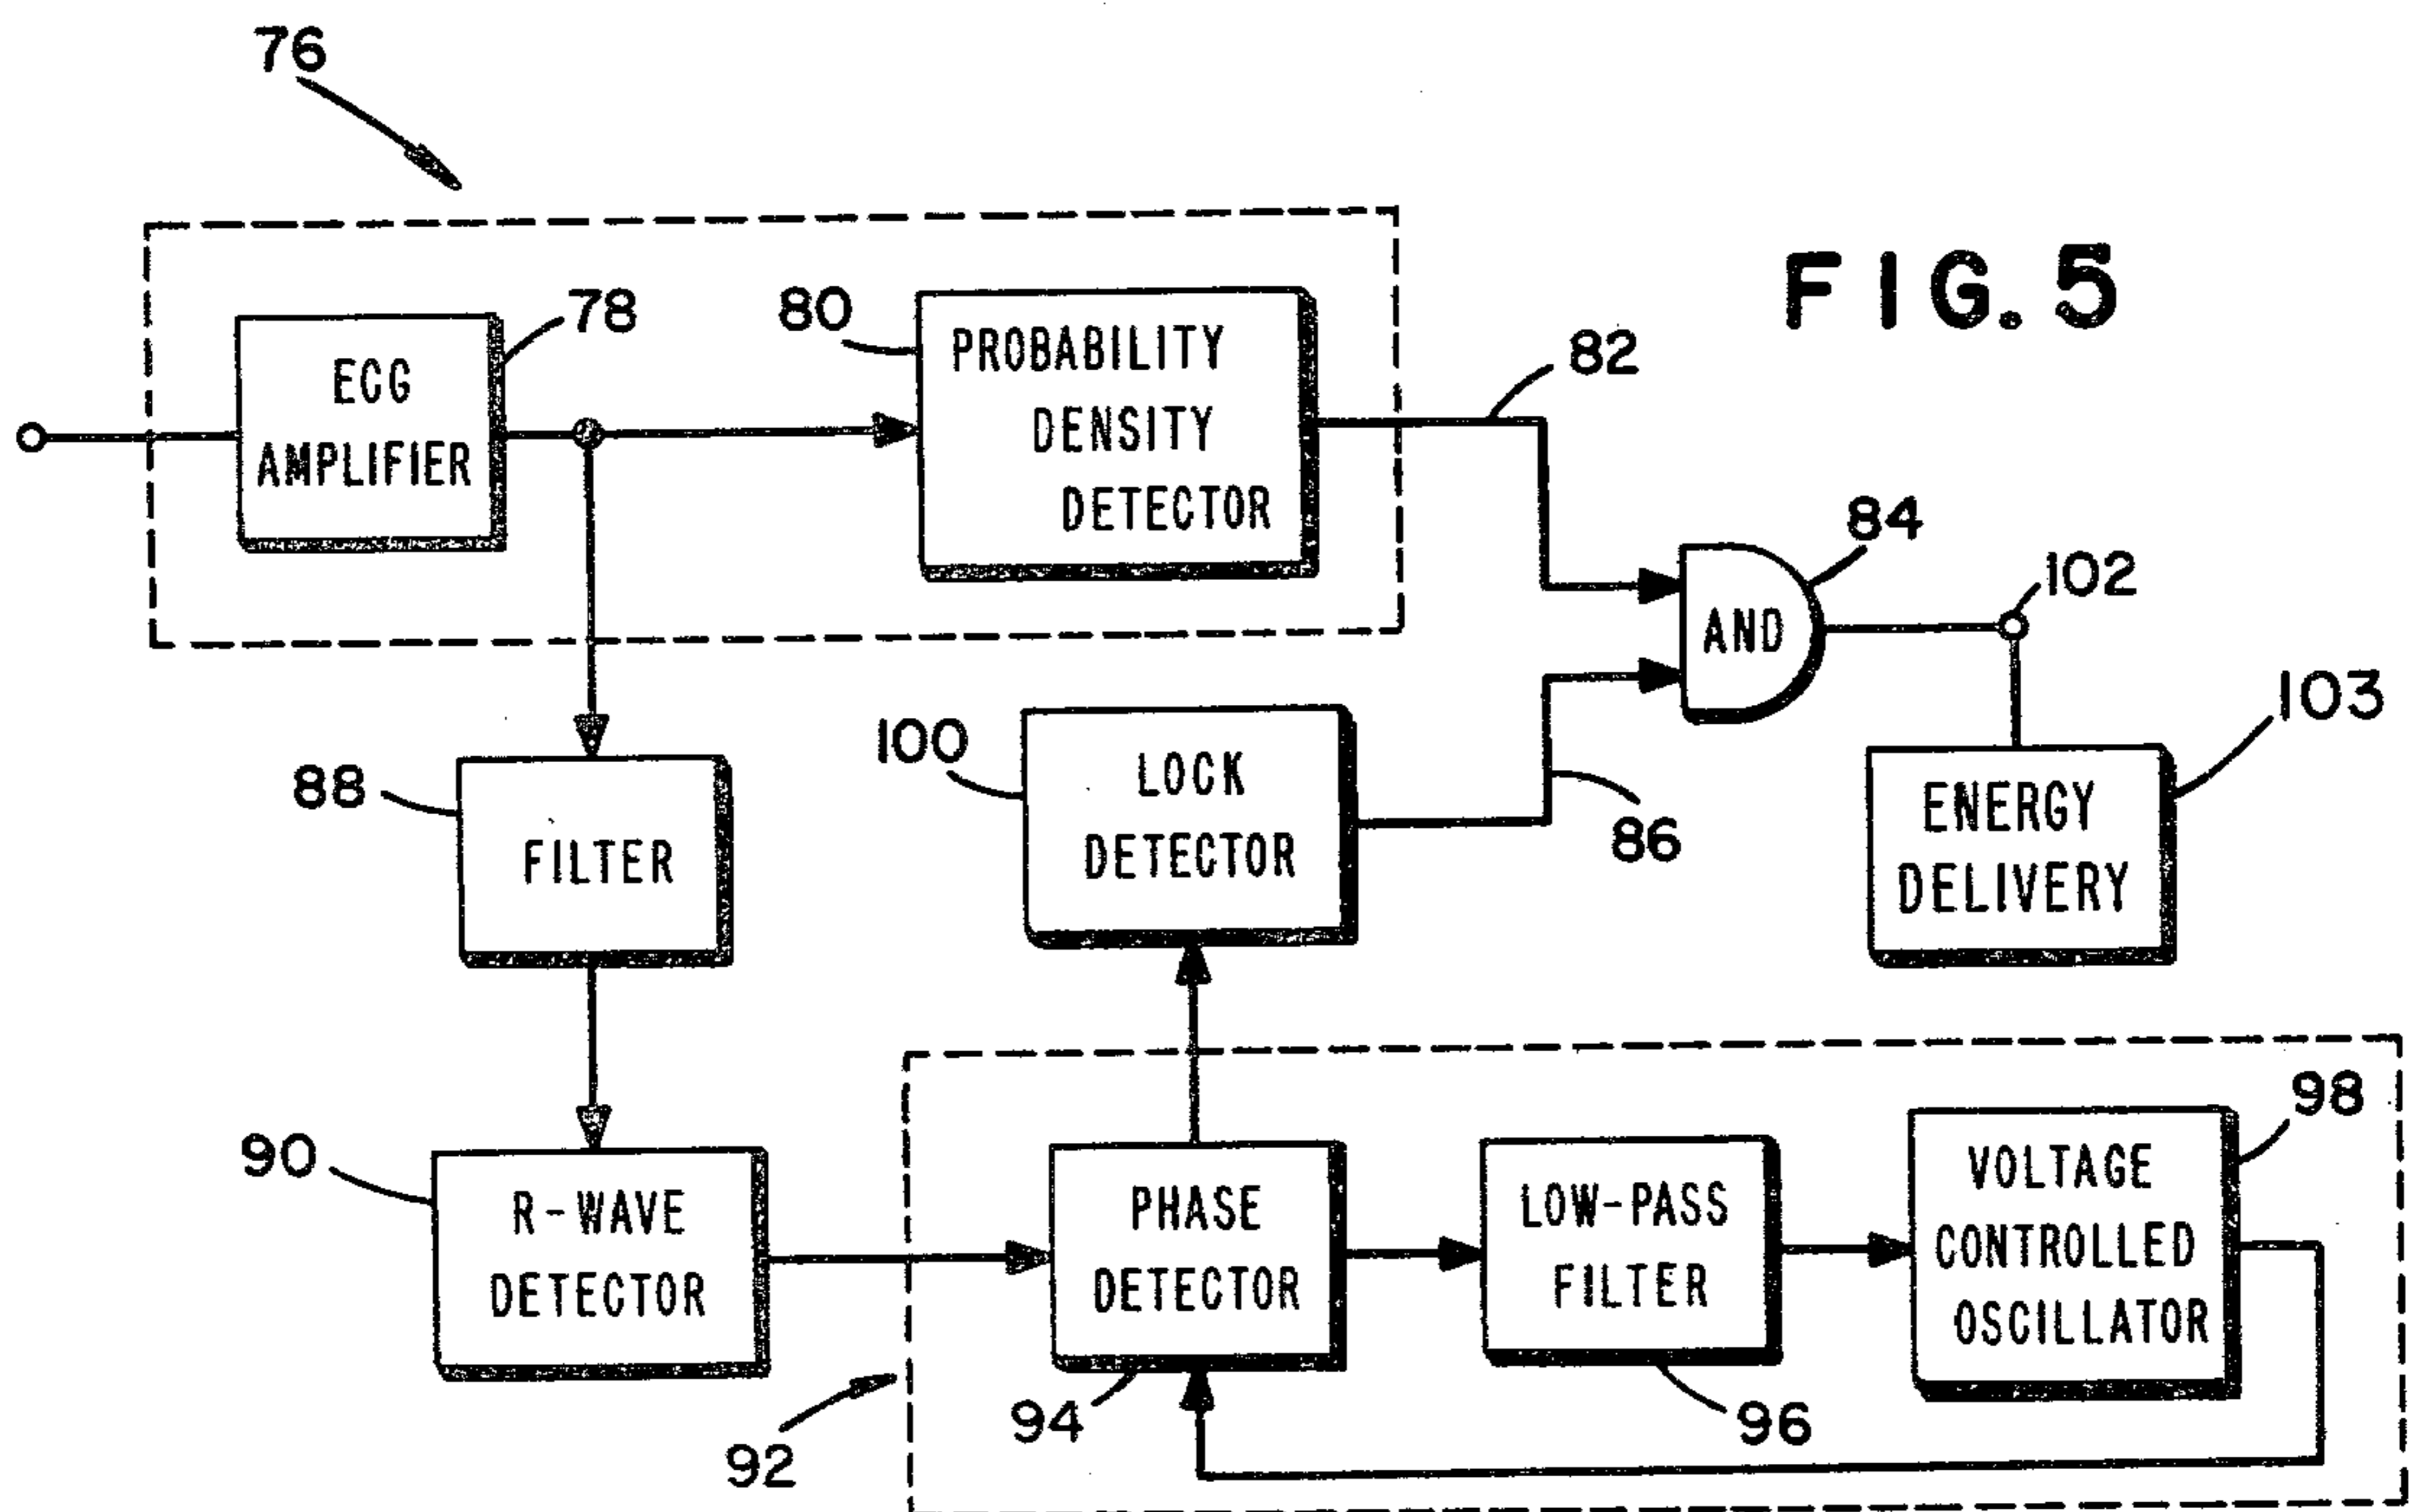 76
FIG. 5
78
80
ECG
AMPLIFIER
PROBABILITY
DENSITY
DETECTOR
82
84
AND
102
103
88
FILTER
100
LOCK
DETECTOR
86
ENERGY
DELIVERY
90
R-WAVE
DETECTOR
92
PHASE
DETECTOR
94
LOW-PASS
FILTER
96
98
VOLTAGE
CONTROLLED
OSCILLATOR